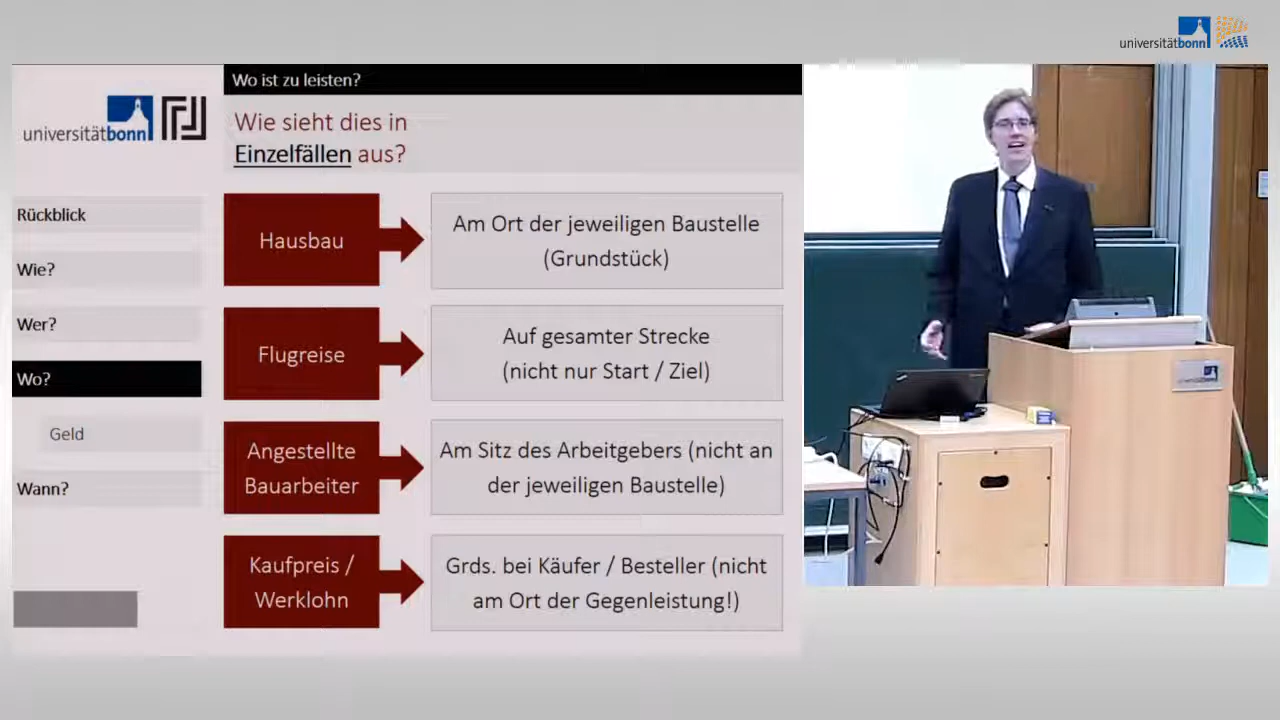 universitätbonn
Wo ist zu leisten?
universitätbonn
Wie sieht dies in
Einzelfällen aus?
Rückblick
Wie?
Wer?
Wo?
Geld
Wann?
Hausbau
Am Ort der jeweiligen Baustelle
(Grundstück)
Flugreise
Auf gesamter Strecke
(nicht nur Start / Ziel)
Angestellte
Bauarbeiter
Am Sitz des Arbeitgebers (nicht an
der jeweiligen Baustelle)
Kaufpreis /
Werklohn
Grds. bei Käufer / Besteller (nicht
am Ort der Gegenleistung!)